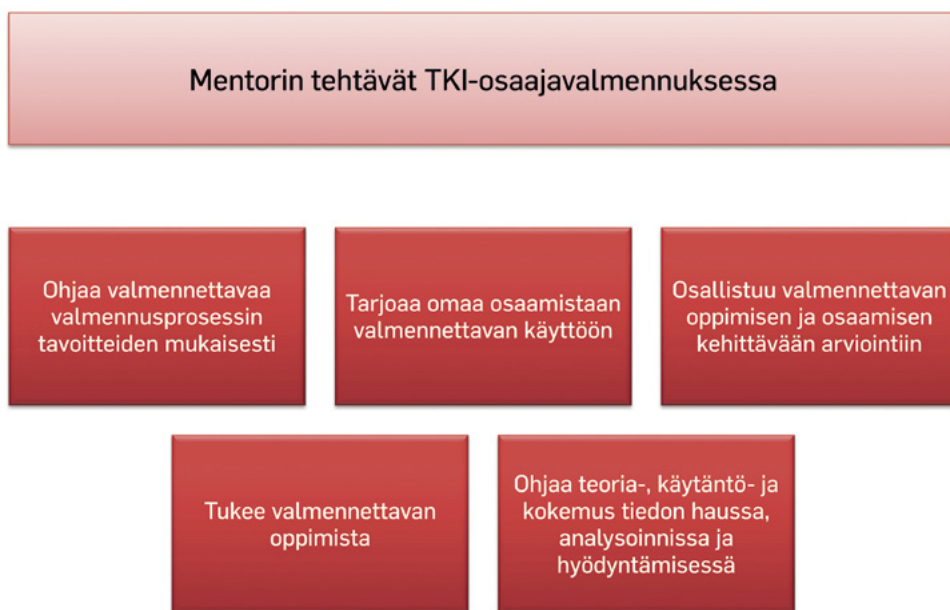 Mentorin tehtävät TKI-osaajavalmennuksessa
Ohjaa valmennettavaa
valmennusprosessin
tavoitteiden mukaisesti
Tarjoaa omaa osaamistaan
valmennettavan käyttöön
Osallistuu valmennettavan
oppimisen ja osaamisen
kehittävään arviointiin
Tukee valmennettavan
oppimista
Ohjaa teoria-, käytäntö- ja
kokemus tiedon haussa,
analysoinnissa ja
hyödyntämisessä